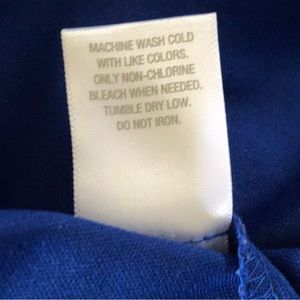 MACHINE WASH COLD
WITH LIKE COLORS.
ONLY NON-CHLORINE
BLEACH WHEN NEEDED.
TUMBLE DRY LOW.
DO NOT IRON.